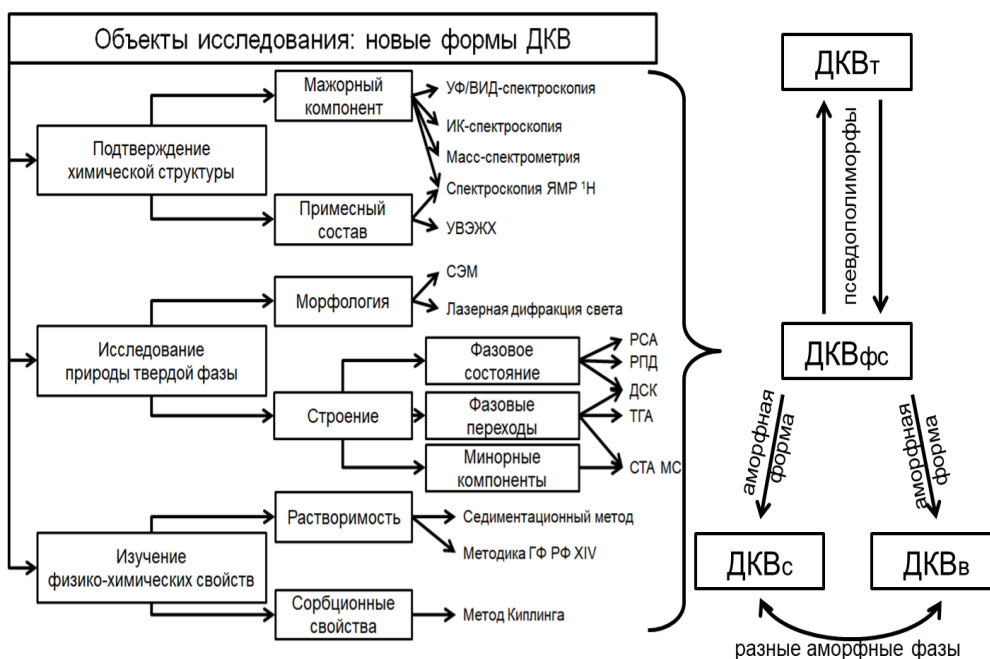 Объекты исследования: новые формы ДКВ
Подтверждение
химической структуры
Мажорный
компонент
УФ/ВИД-спектроскопия
ИК-спектроскопия
Масс-спектрометрия
Спектроскопия ЯМР ¹Н
Примесный
состав
УВЭЖХ
Исследование
природы твердой фазы
Морфология
СЭМ
Лазерная дифракция света
Строение
Фазовое
состояние
РСА
РПД
ДСК
Фазовые
переходы
ТГА
Минорные
компоненты
СТА МС
Изучение
физико-химических свойств
Растворимость
Седиментационный метод
Методика ГФ РФ XIV
Сорбционные
свойства
Метод Киплинга
ДКВт
псевдополиморфы
ДКВфс
аморфная
форма
аморфная
форма
ДКВс
ДКВв
разные аморфные фазы